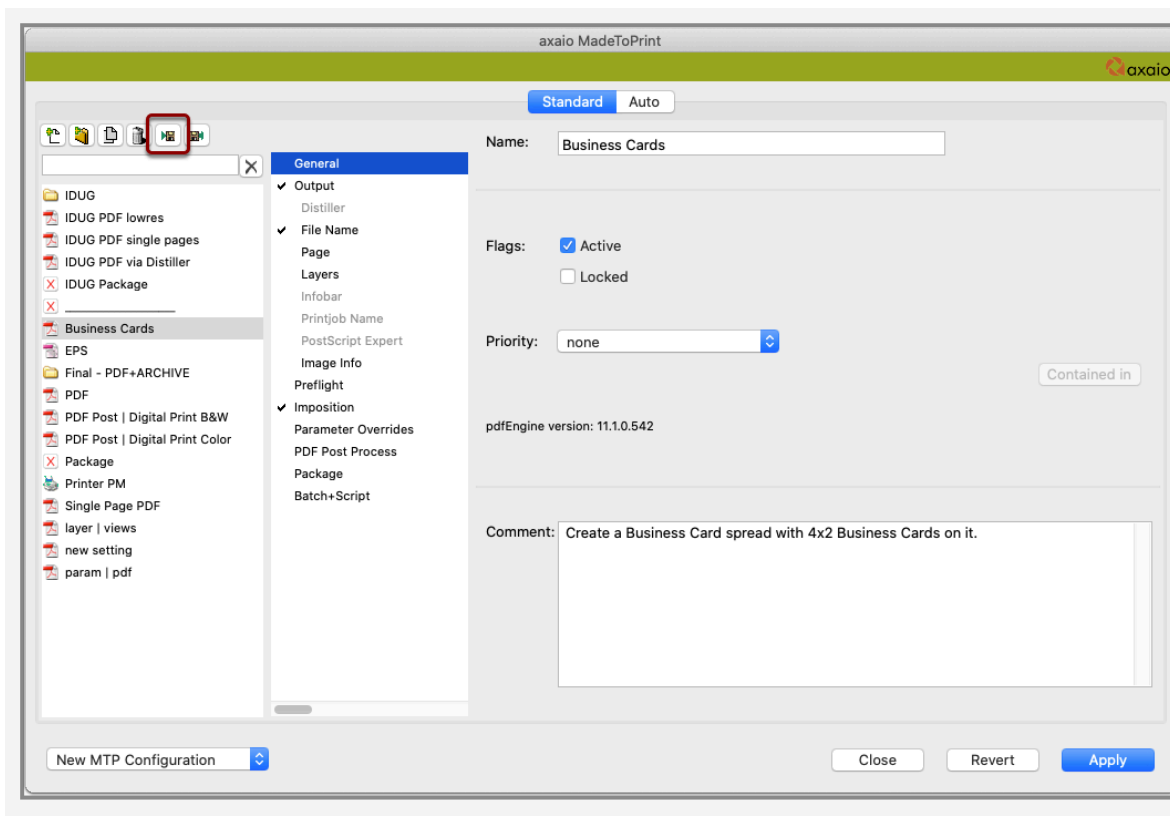 axaio MadeToPrint
axaio
Standard Auto
IDUG
IDUG PDF lowres
IDUG PDF single pages
IDUG PDF via Distiller
IDUG Package
___________________
Business Cards
EPS
Final - PDF+ARCHIVE
PDF
PDF Post | Digital Print B&W
PDF Post | Digital Print Color
Package
Printer PM
Single Page PDF
layer | views
new setting
param | pdf
General
Output
Distiller
File Name
Page
Layers
Infobar
Printjob Name
PostScript Expert
Image Info
Preflight
Imposition
Parameter Overrides
PDF Post Process
Package
Batch+Script
Name: Business Cards
Flags: Active
Locked
Priority: none
Contained in
pdfEngine version: 11.1.0.542
Comment: Create a Business Card spread with 4x2 Business Cards on it.
New MTP Configuration
Close Revert Apply